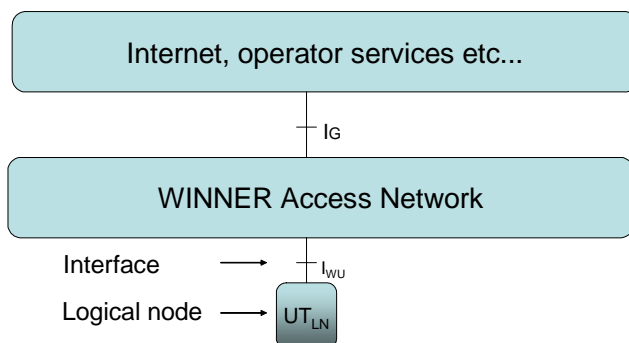 Internet, operator services etc...
IG
WINNER Access Network
Interface
IWU
Logical node
UTLN